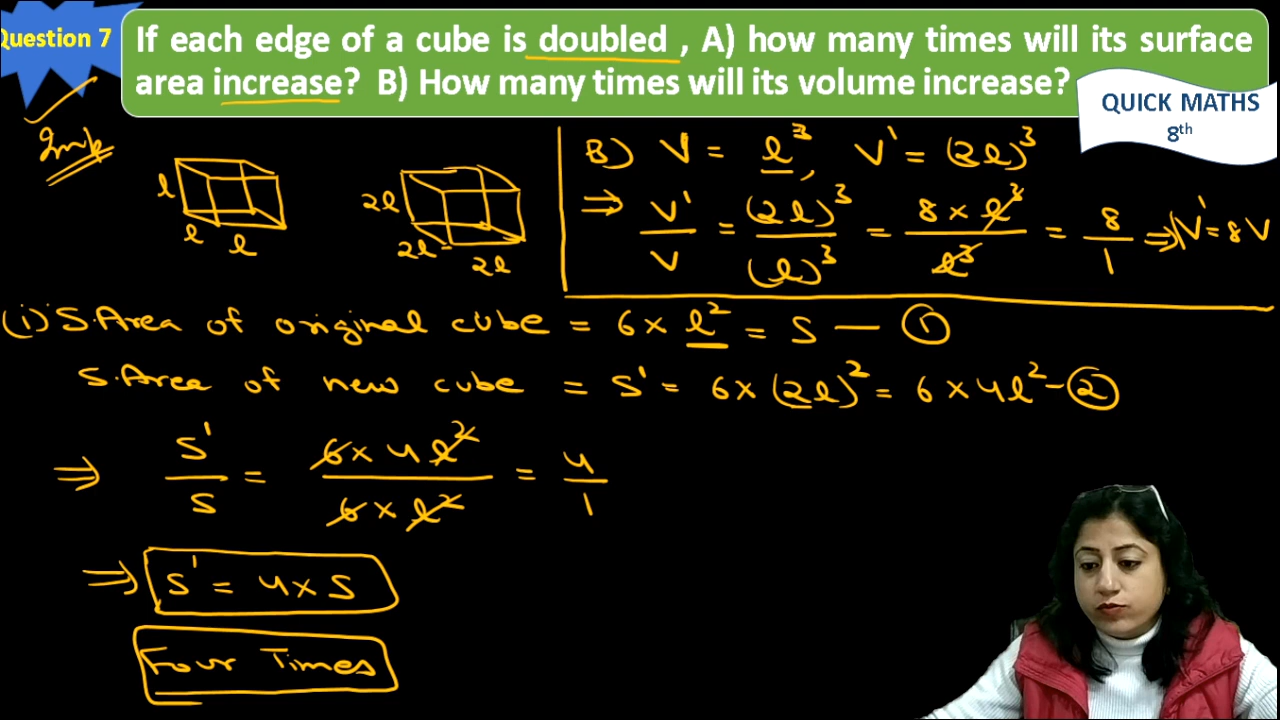 Question 7
If each edge of a cube is doubled , A) how many times will its surface
area increase? B) How many times will its volume increase?
QUICK MATHS
8th
Imp
l
l
l
2l
2l
2l
B) V = l³, V' = (2l)³
⇒ V'/V = (2l)³/(l)³ = 8 × l³/l³ = 8/1 ⇒ V' = 8V
(i) S.Area of original cube = 6 × l² = S — ①
S.Area of new cube = S' = 6 × (2l)² = 6 × 4l² – ②
⇒ S'/S = 6 × 4l²/6 × l² = 4/1
⇒ S' = 4 × S
Four Times